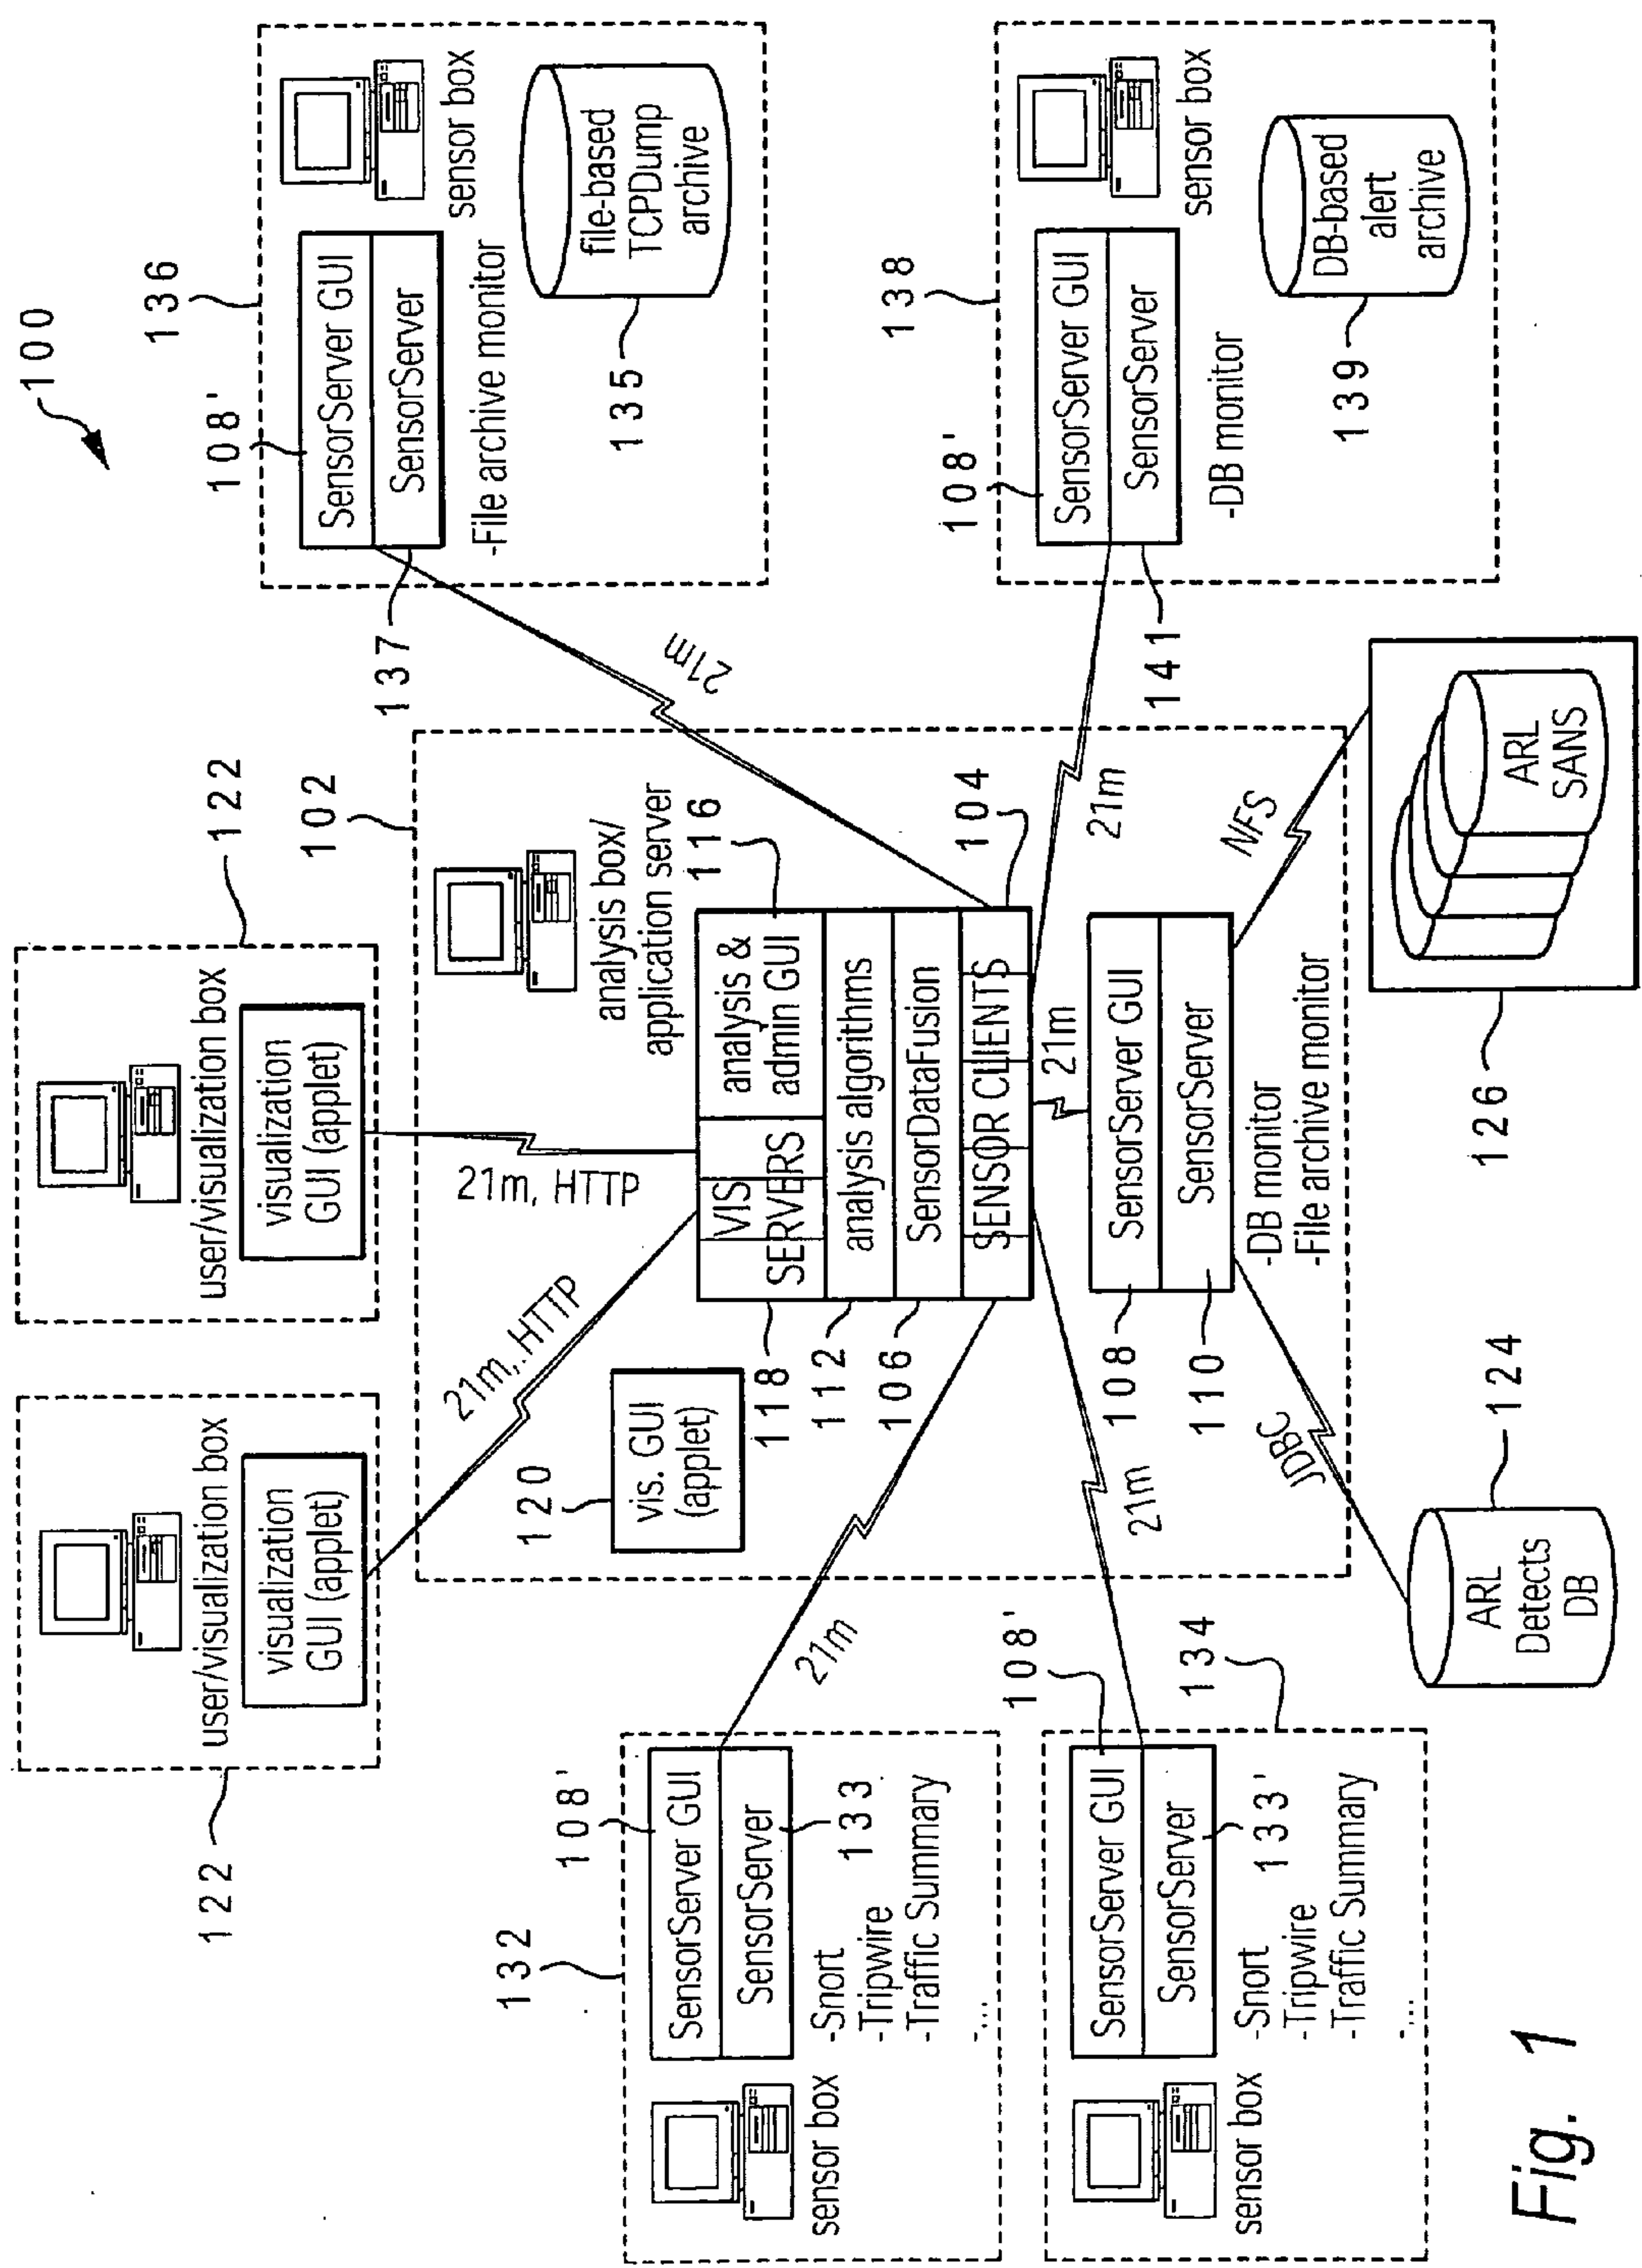 100
122
user/visualization box
visualization
GUI (applet)
122
user/visualization box
visualization
GUI (applet)
21m, HTTP
21m, HTTP
102
analysis box/
application server
120
vis. GUI
(applet)
116
VIS
SERVERS
analysis &
admin GUI
analysis algorithms
SensorDataFusion
SENSOR CLIENTS
118
112
106
104
21m
108
110
SensorServer GUI
SensorServer
-DB monitor
-File archive monitor
JDBC
NFS
124
ARL
Detects
DB
126
ARL
SANS
132
108'
SensorServer GUI
SensorServer
133
sensor box
-Snort
-Tripwire
-Traffic Summary
-...
21m
134
108'
SensorServer GUI
SensorServer
133'
sensor box
-Snort
-Tripwire
-Traffic Summary
-...
21m
136
108'
SensorServer GUI
SensorServer
137
-File archive monitor
sensor box
135
file-based
TCPDump
archive
21m
138
108'
SensorServer GUI
SensorServer
141
-DB monitor
sensor box
139
DB-based
alert
archive
21m
Fig. 1